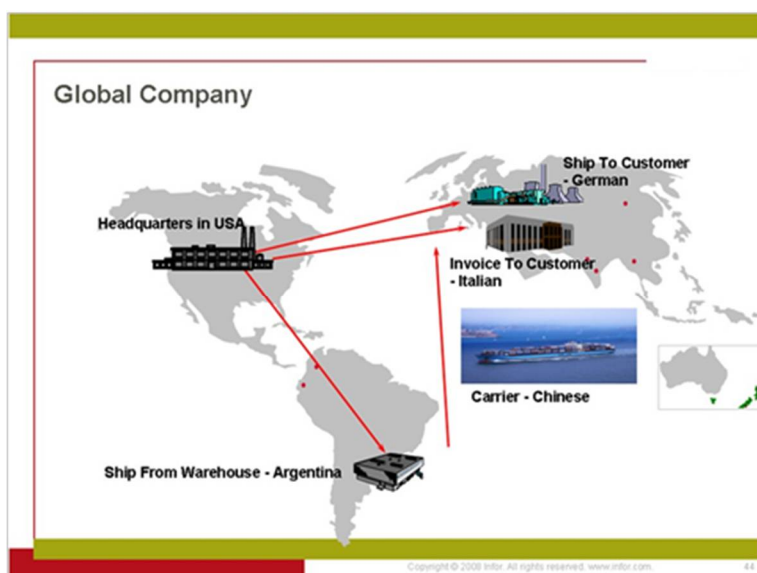 Global Company
Ship To Customer
- German
Headquarters in USA
Invoice To Customer
- Italian
Carrier - Chinese
Ship From Warehouse - Argentina
Copyright © 2008 Infor. All rights reserved. www.infor.com.
44